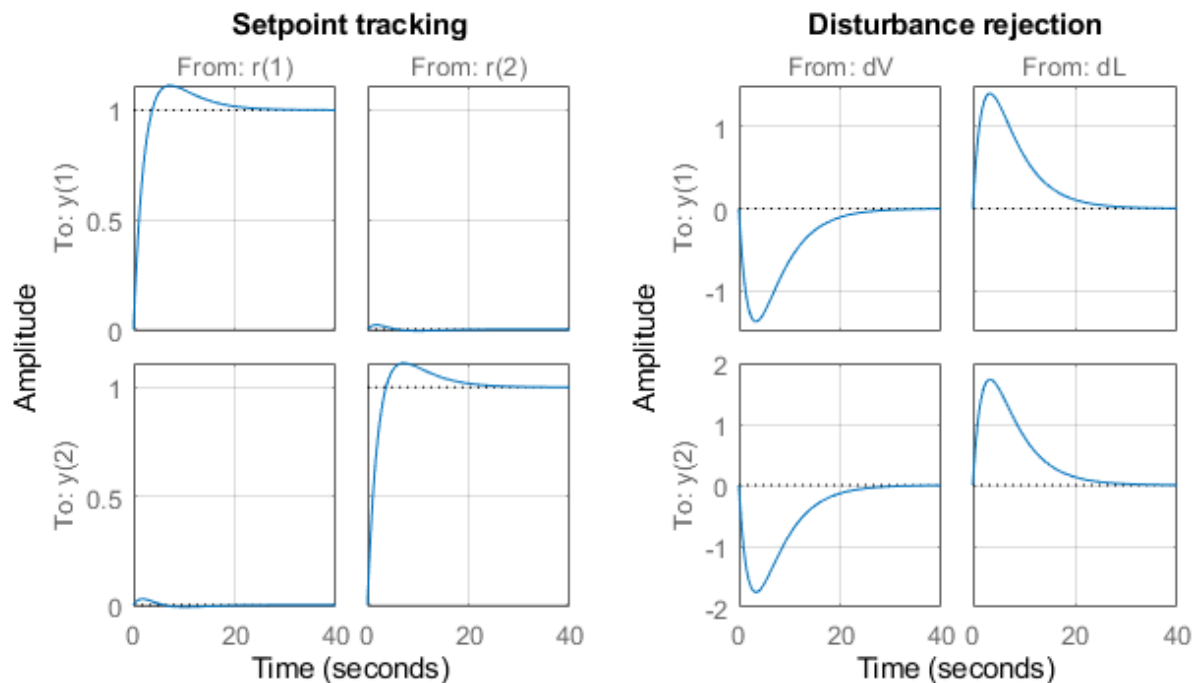 Setpoint tracking
From: r(1)
From: r(2)
To: y(1)
1
0.5
0
To: y(2)
1
0.5
0
Amplitude
0
20
40
0
20
40
Time (seconds)
Disturbance rejection
From: dV
From: dL
To: y(1)
1
0
-1
To: y(2)
2
1
0
-1
-2
Amplitude
0
20
40
0
20
40
Time (seconds)